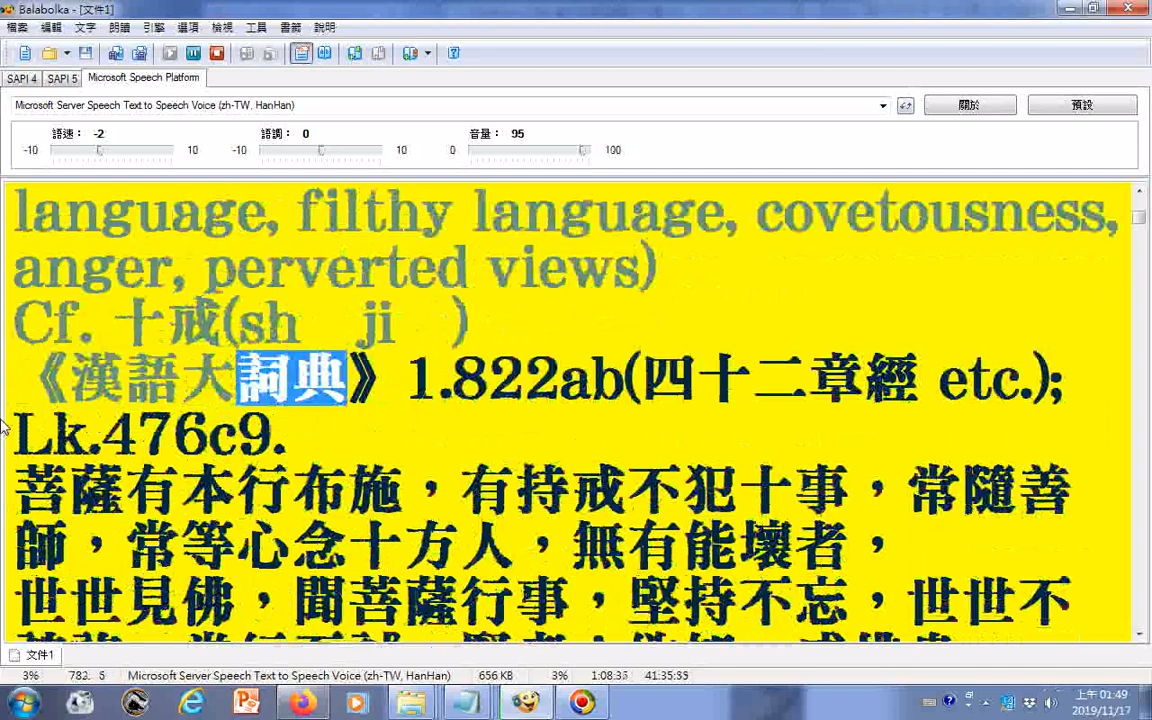 Balabolka - [文件1]
檔案 編輯 文字 朗讀 引擎 選項 檢視 工具 書籤 說明
SAPI 4 SAPI 5 Microsoft Speech Platform
Microsoft Server Speech Text to Speech Voice (zh-TW, HanHan) 關於 預設
語速： -2 語調： 0 音量： 95
-10 10 -10 10 0 100
language, filthy language, covetousness,
anger, perverted views)
Cf. 十戒(sh ji )
《漢語大詞典》 1.822ab(四十二章經 etc.);
Lk.476c9.
菩薩有本行布施，有持戒不犯十事，常隨善
師，常等心念十方人，無有能壞者，
世世見佛，聞菩薩行事，堅持不忘，世世不
文件1
3% 782. 5 Microsoft Server Speech Text to Speech Voice (zh-TW, HanHan) 656 KB 3% 41:35:35
上午 01:49
2019/11/17